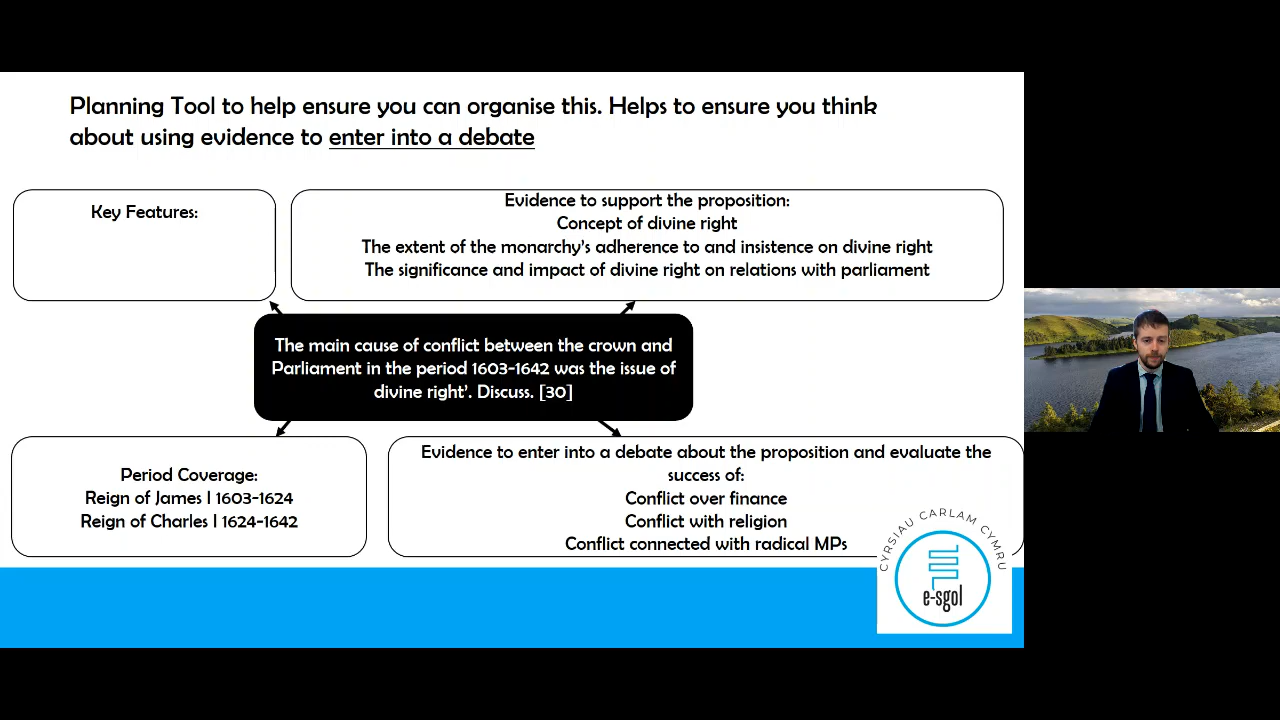 Planning Tool to help ensure you can organise this. Helps to ensure you think
about using evidence to enter into a debate
Key Features:
Evidence to support the proposition:
Concept of divine right
The extent of the monarchy's adherence to and insistence on divine right
The significance and impact of divine right on relations with parliament
The main cause of conflict between the crown and
Parliament in the period 1603-1642 was the issue of
divine right'. Discuss. [30]
Period Coverage:
Reign of James I 1603-1624
Reign of Charles I 1624-1642
Evidence to enter into a debate about the proposition and evaluate the
success of:
Conflict over finance
Conflict with religion
Conflict connected with radical MPs
CYRSIAU CARLAM CYMRU
e-sgol